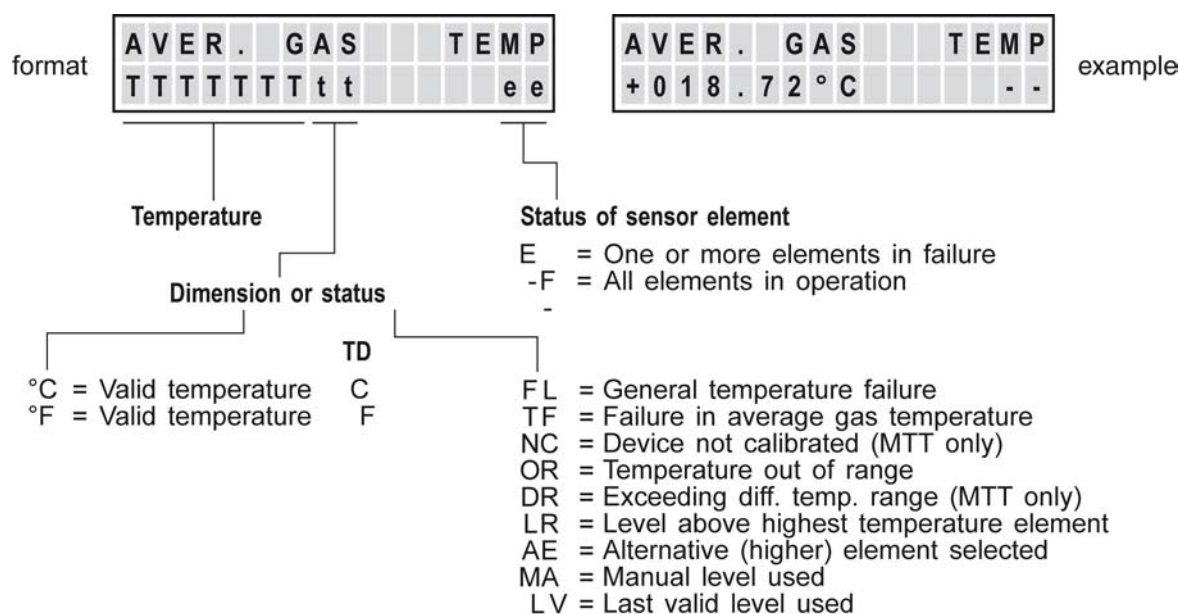 format
AVER. GAS TEMP
TTTTTTTtt ee
AVER. GAS TEMP
+018.72°C --
example
Temperature
Status of sensor element
E = One or more elements in failure
-F = All elements in operation
-
Dimension or status
TD
°C = Valid temperature C
°F = Valid temperature F
FL = General temperature failure
TF = Failure in average gas temperature
NC = Device not calibrated (MTT only)
OR = Temperature out of range
DR = Exceeding diff. temp. range (MTT only)
LR = Level above highest temperature element
AE = Alternative (higher) element selected
MA = Manual level used
LV = Last valid level used